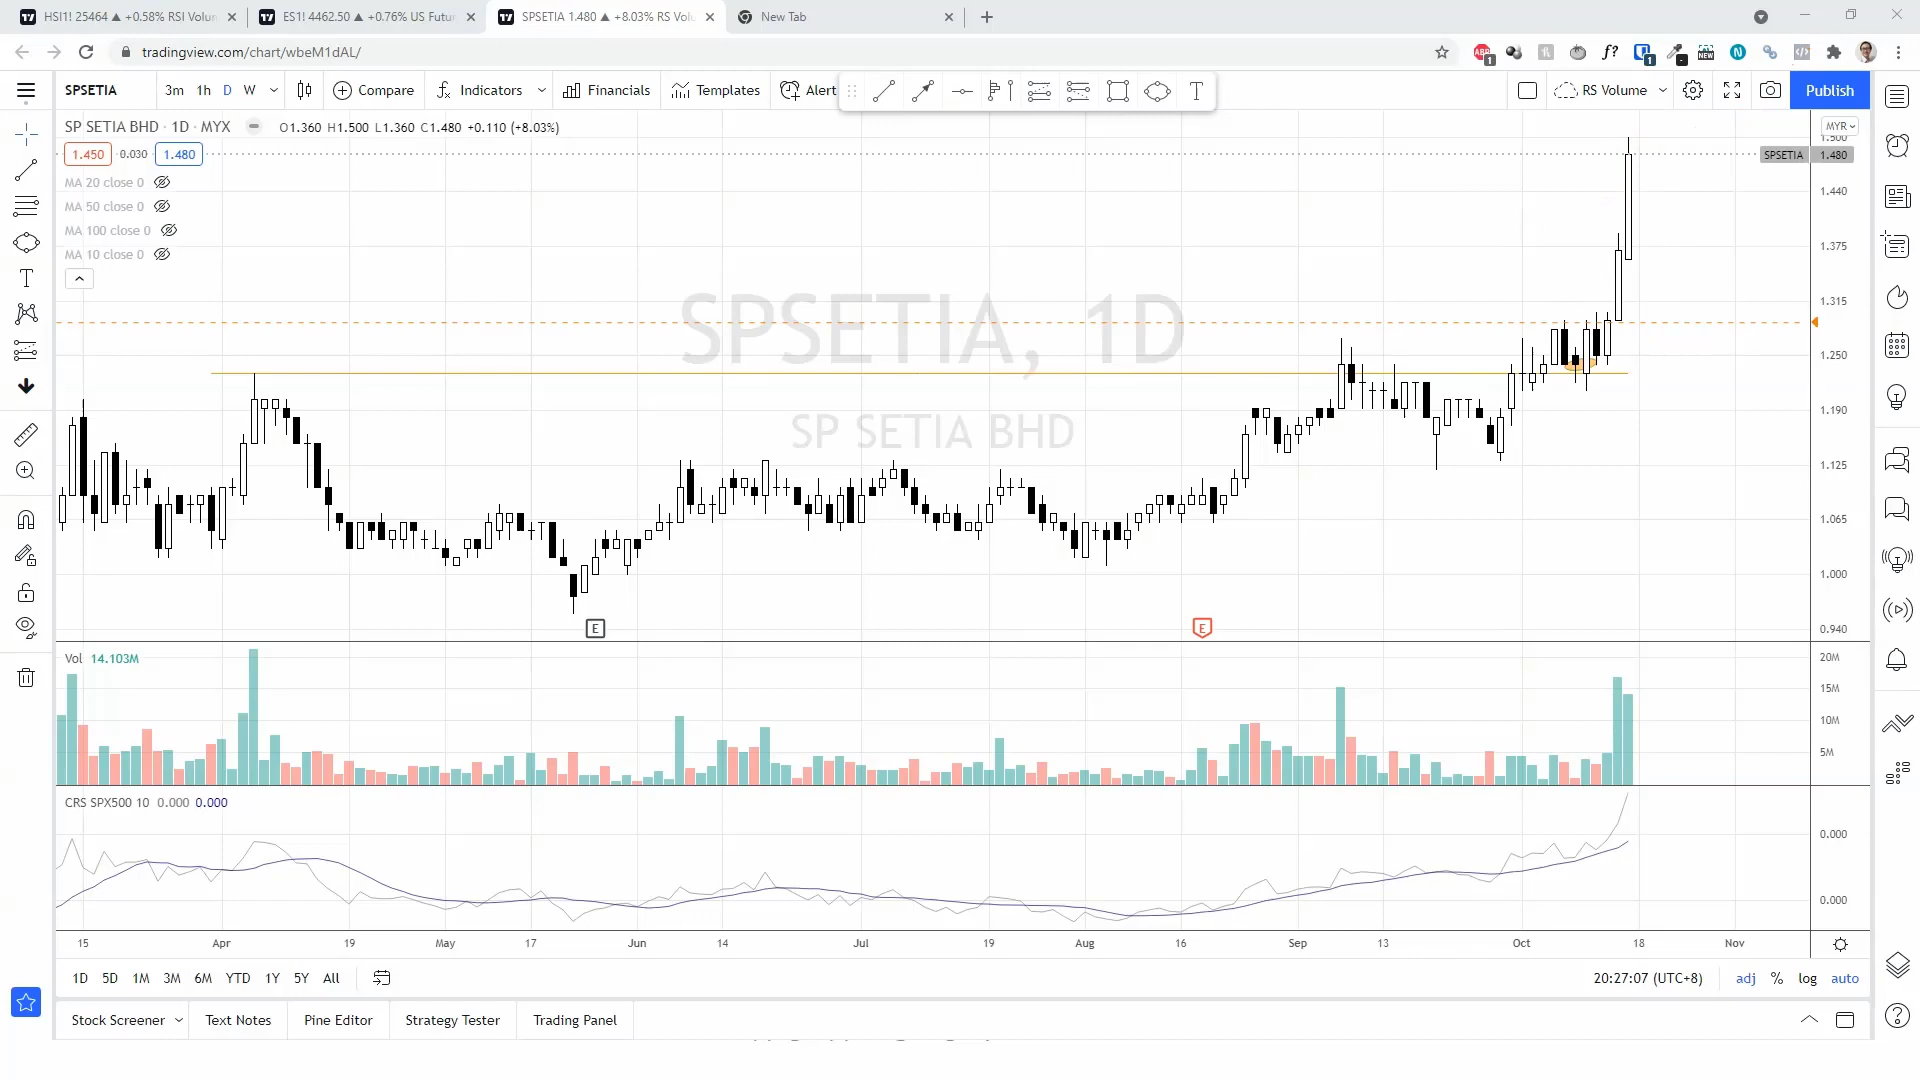 HSI1! 25464 ▲ +0.58% RSI Volum
ES1! 4462.50 ▲ +0.76% US Futur
SPSETIA 1.480 ▲ +8.03% RS Volu
New Tab
tradingview.com/chart/wbeM1dAL/
SPSETIA 3m 1h D W Compare Indicators Financials Templates Alert T RS Volume Publish
SP SETIA BHD · 1D · MYX O1.360 H1.500 L1.360 C1.480 +0.110 (+8.03%)
MYR
1.500
1.450 0.030 1.480
SPSETIA 1.480
MA 20 close 0
MA 50 close 0
MA 100 close 0
MA 10 close 0
1.440
1.375
1.315
1.250
1.190
1.125
1.065
1.000
0.940
SPSETIA, 1D
SP SETIA BHD
E
E
Vol 14.103M
20M
15M
10M
5M
CRS SPX500 10 0.000 0.000
0.000
0.000
15 Apr 19 May 17 Jun 14 Jul 19 Aug 16 Sep 13 Oct 18 Nov
1D 5D 1M 3M 6M YTD 1Y 5Y All
20:27:07 (UTC+8) adj % log auto
Stock Screener Text Notes Pine Editor Strategy Tester Trading Panel